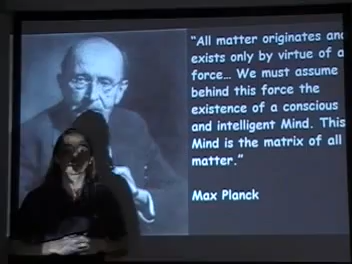 “All matter originates and
exists only by virtue of a
force... We must assume
behind this force the
existence of a conscious
and intelligent Mind. This
Mind is the matrix of all
matter.”
Max Planck